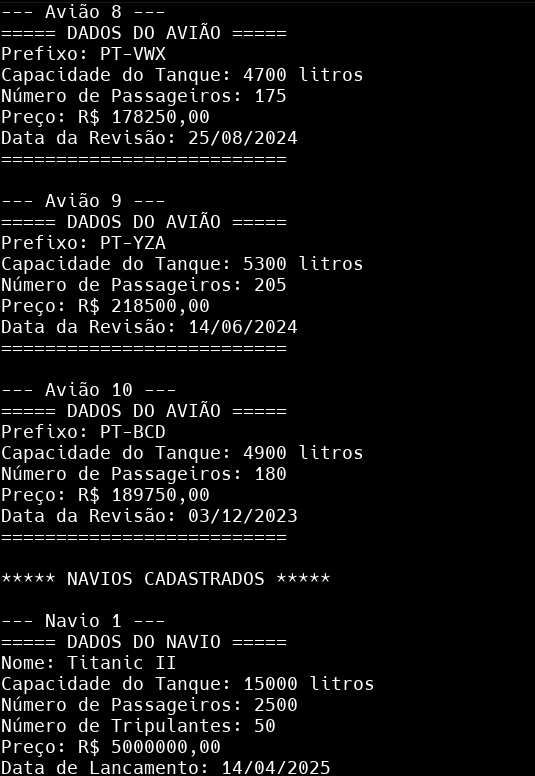 --- Avião 8 ---
===== DADOS DO AVIÃO =====
Prefixo: PT-VWX
Capacidade do Tanque: 4700 litros
Número de Passageiros: 175
Preço: R$ 178250,00
Data da Revisão: 25/08/2024
==========================
--- Avião 9 ---
===== DADOS DO AVIÃO =====
Prefixo: PT-YZA
Capacidade do Tanque: 5300 litros
Número de Passageiros: 205
Preço: R$ 218500,00
Data da Revisão: 14/06/2024
==========================
--- Avião 10 ---
===== DADOS DO AVIÃO =====
Prefixo: PT-BCD
Capacidade do Tanque: 4900 litros
Número de Passageiros: 180
Preço: R$ 189750,00
Data da Revisão: 03/12/2023
==========================
***** NAVIOS CADASTRADOS *****
--- Navio 1 ---
===== DADOS DO NAVIO =====
Nome: Titanic II
Capacidade do Tanque: 15000 litros
Número de Passageiros: 2500
Número de Tripulantes: 50
Preço: R$ 5000000,00
Data de Lancamento: 14/04/2025